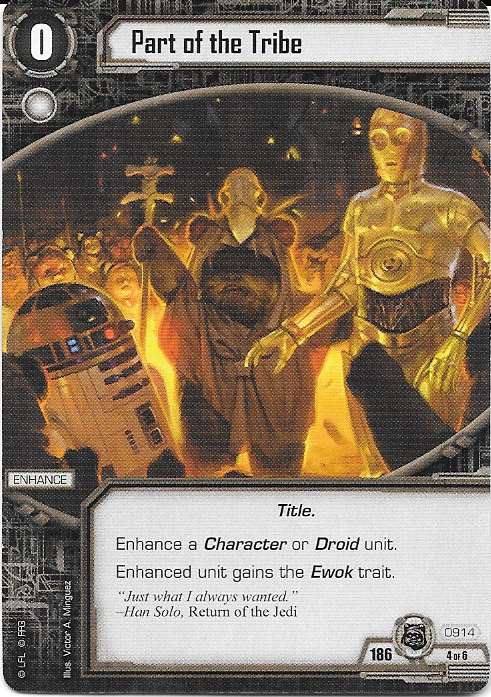 0
Part of the Tribe
ENHANCE
Title.
Enhance a Character or Droid unit.
Enhanced unit gains the Ewok trait.
“Just what I always wanted.”
–Han Solo, Return of the Jedi
© LFL © FFG
Illus. Victor A. Minguez
0914
186
4 OF 6